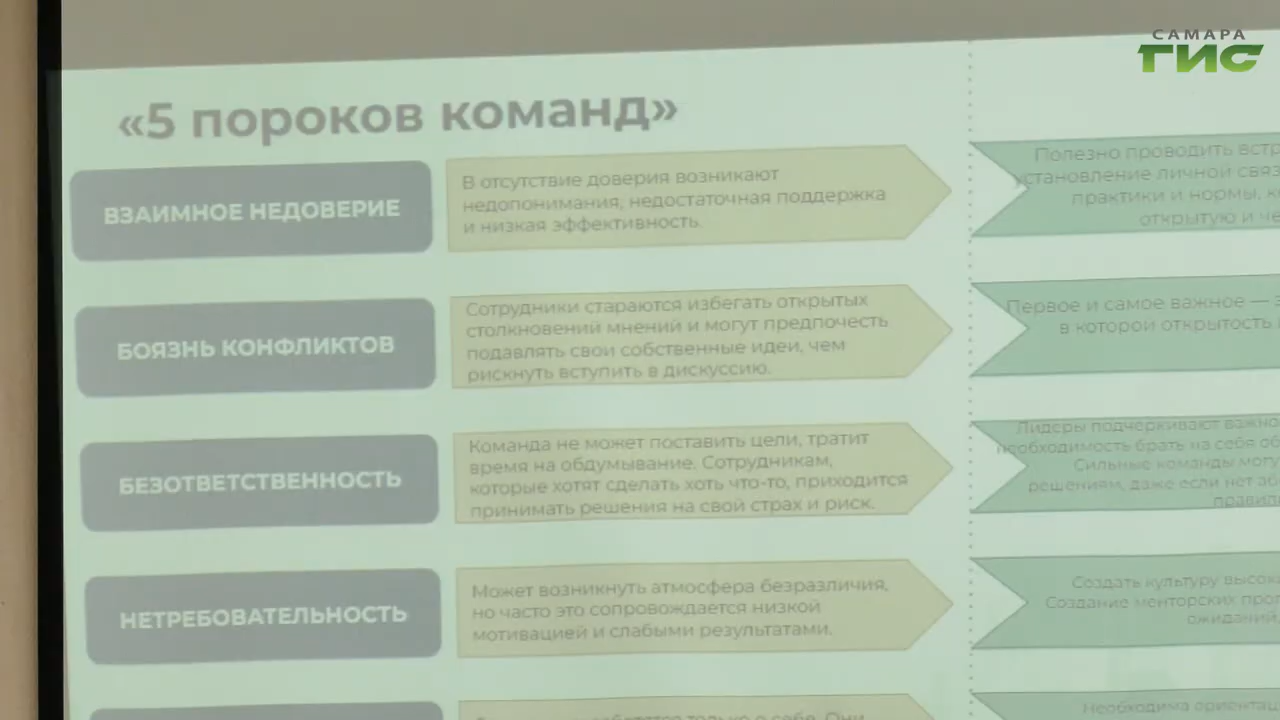 САМАРА
ГИС
«5 пороков команд»
ВЗАИМНОЕ НЕДОВЕРИЕ
В отсутствие доверия возникают
недопонимания, недостаточная поддержка
и низкая эффективность.
Полезно проводить
установление личной
практики и нормы,
открытую и
БОЯЗНЬ КОНФЛИКТОВ
Сотрудники стараются избегать открытых
столкновений мнений и могут предпочесть
подавлять свои собственные идеи, чем
рискнуть вступить в дискуссию.
Первое и самое важное —
в которой открытость
БЕЗОТВЕТСТВЕННОСТЬ
Команда не может поставить цели, тратит
время на обдумывание. Сотрудникам,
которые хотят сделать хоть что-то, приходится
принимать решения на свой страх и риск.
Лидеры подчеркивают
необходимость брать на себя
Сильные команды
решениям, даже если нет
НЕТРЕБОВАТЕЛЬНОСТЬ
Может возникнуть атмосфера безразличия,
но часто это сопровождается низкой
мотивацией и слабыми результатами.
Создать культуру
Создание менторских
ожиданий,
только о себе. Они
Необходима